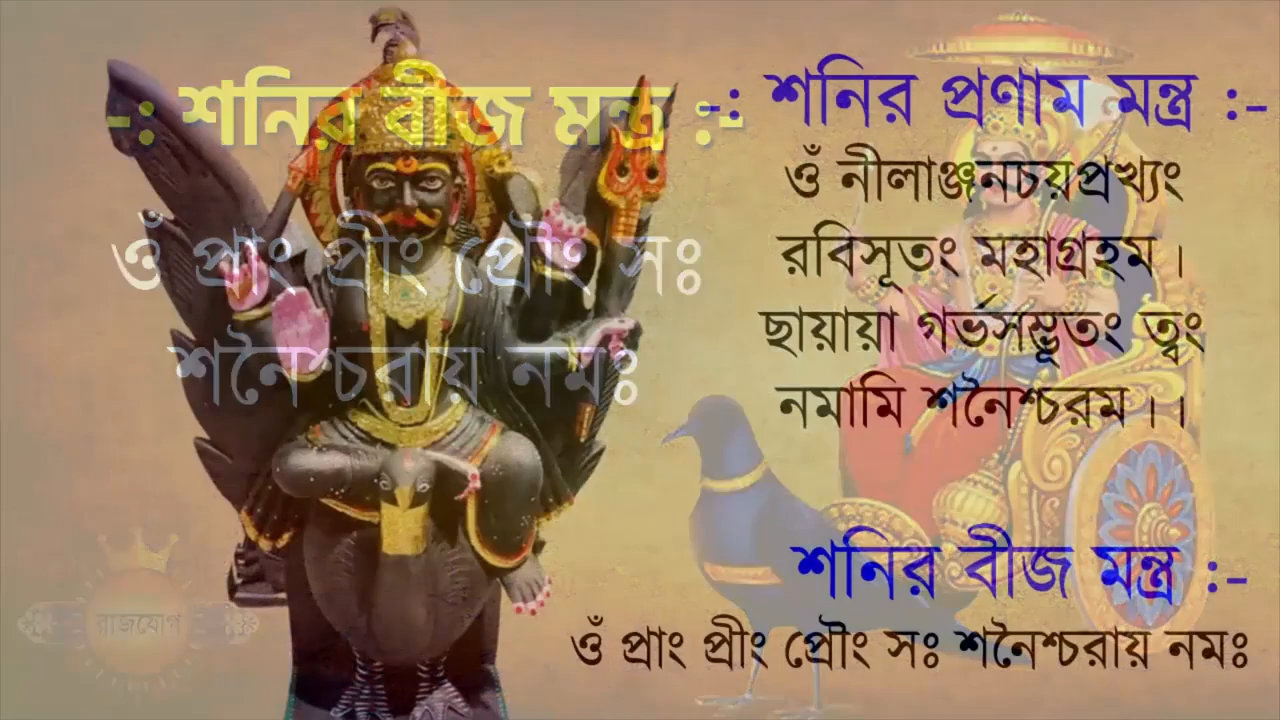 -: শনির বীজ মন্ত্র :-
ওঁ প্রাং প্রীং প্রৌং সঃ
শনৈশ্চরায় নমঃ
-: শনির প্রণাম মন্ত্র :-
ওঁ নীলাঞ্জনচয়প্রখ্যং
রবিসূতং মহাগ্রহম।
ছায়ায়া গর্ভসম্ভূতং ত্বং
নমামি শনৈশ্চরম।।
শনির বীজ মন্ত্র :-
ওঁ প্রাং প্রীং প্রৌং সঃ শনৈশ্চরায় নমঃ
রাজযোগ